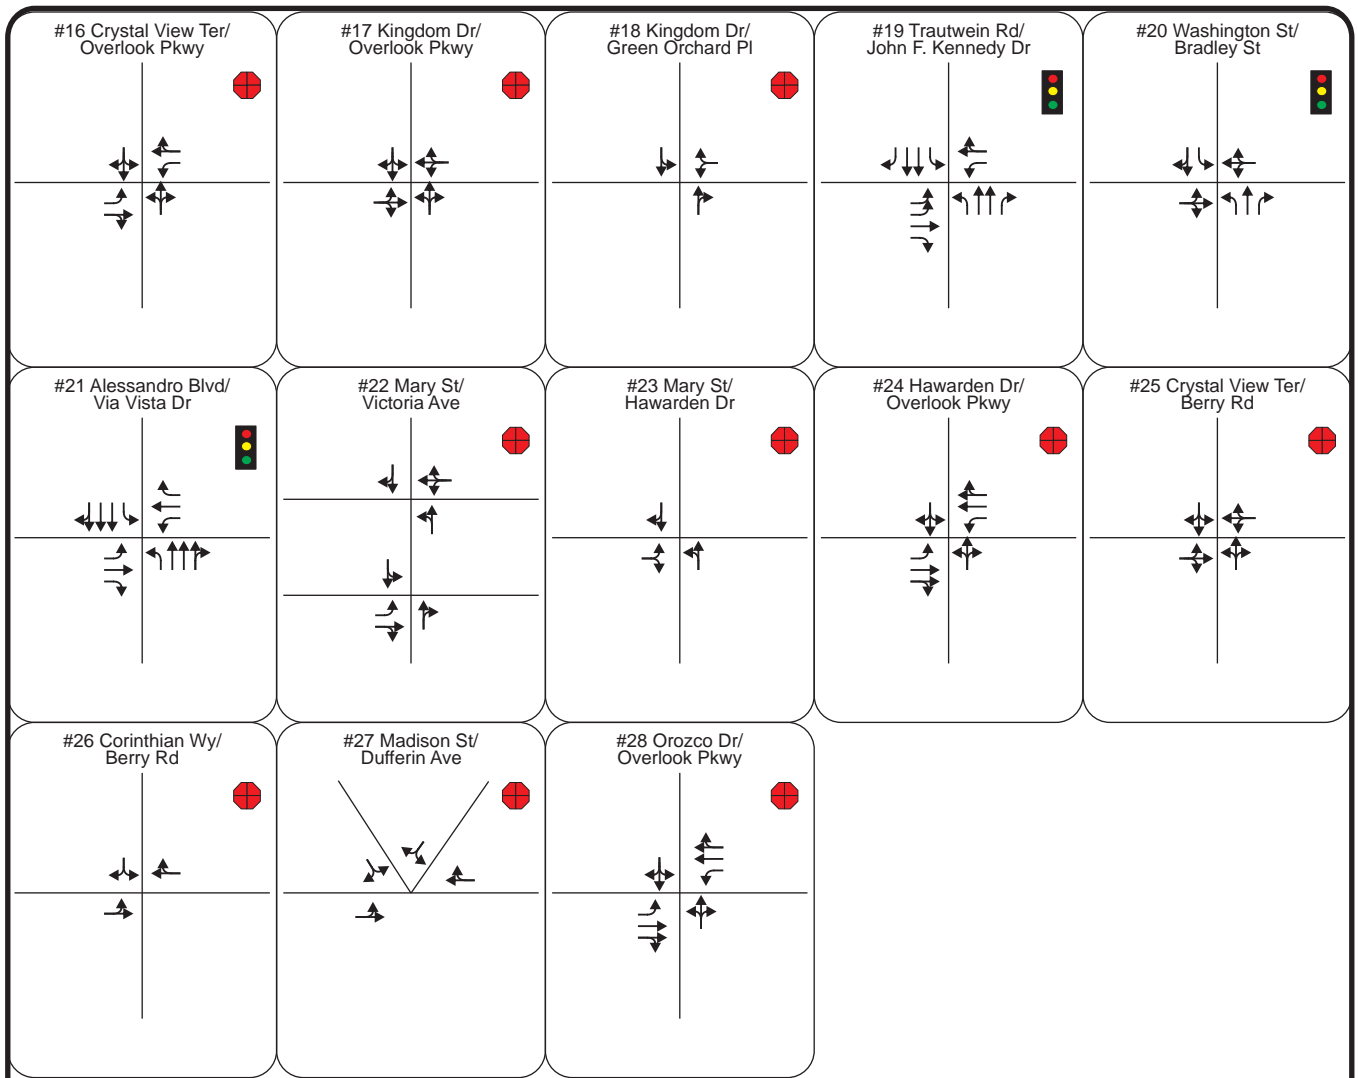 #16 Crystal View Ter/
Overlook Pkwy
#17 Kingdom Dr/
Overlook Pkwy
#18 Kingdom Dr/
Green Orchard Pl
#19 Trautwein Rd/
John F. Kennedy Dr
#20 Washington St/
Bradley St
#21 Alessandro Blvd/
Via Vista Dr
#22 Mary St/
Victoria Ave
#23 Mary St/
Hawarden Dr
#24 Hawarden Dr/
Overlook Pkwy
#25 Crystal View Ter/
Berry Rd
#26 Corinthian Wy/
Berry Rd
#27 Madison St/
Dufferin Ave
#28 Orozco Dr/
Overlook Pkwy